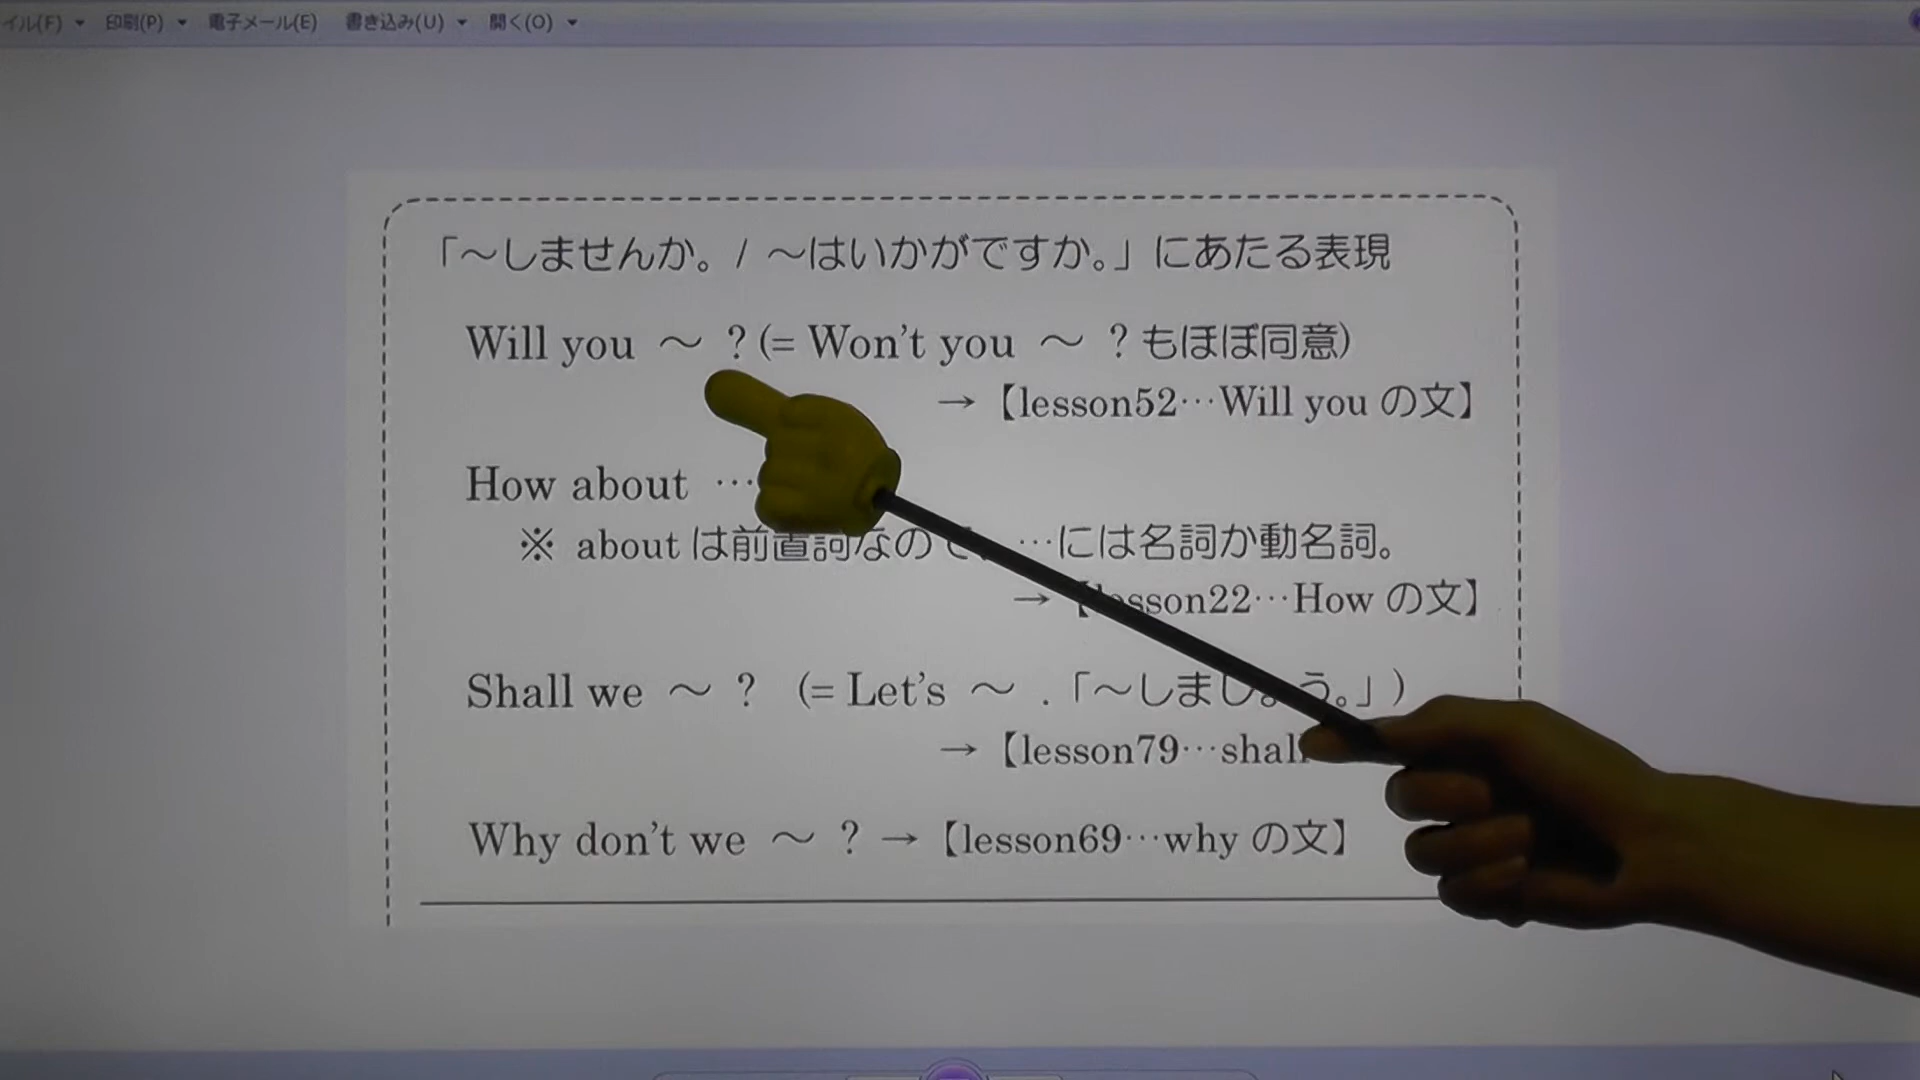 イル(F) 印刷(P) 電子メール(E) 書き込み(U) 開く(O)
「～しませんか。/ ～はいかがですか。」にあたる表現
Will you ～ ? (= Won't you ～ ? もほぼ同意)
→【lesson52…Will you の文】
How about …
※ about は前置詞なので、…には名詞か動名詞。
→【lesson22…How の文】
Shall we ～ ? (= Let's ～ .「～しましょう。」)
→【lesson79…shall
Why don't we ～ ? →【lesson69…why の文】